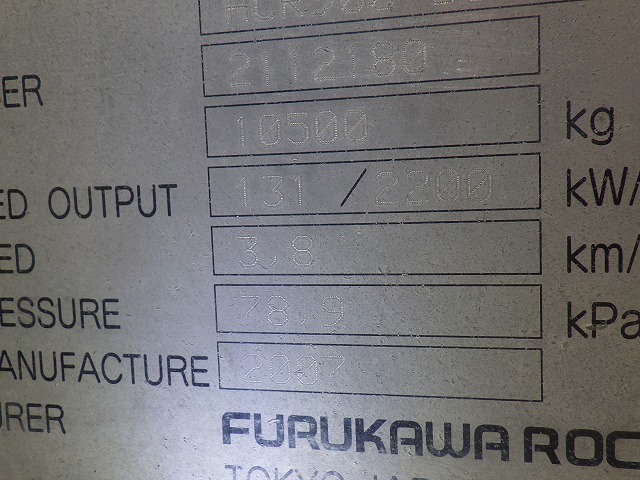 BER 2112180
10500 kg
ED OUTPUT 131 / 2200 kW/
ED 3.8 km/
ESSURE 78.9 kPa
ANUFACTURE 2007
URER FURUKAWA ROC